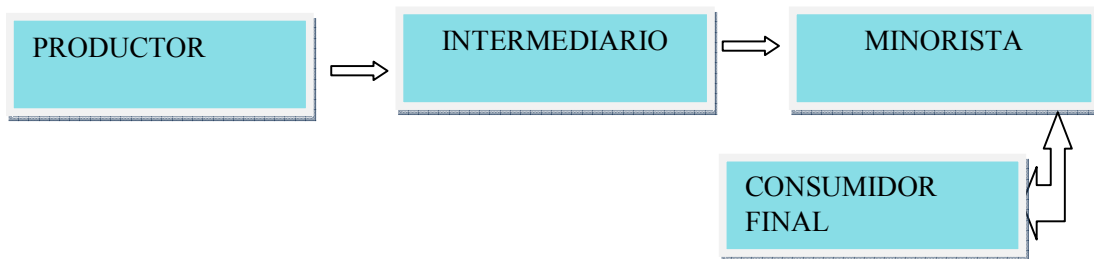 PRODUCTOR
INTERMEDIARIO
MINORISTA
CONSUMIDOR
FINAL